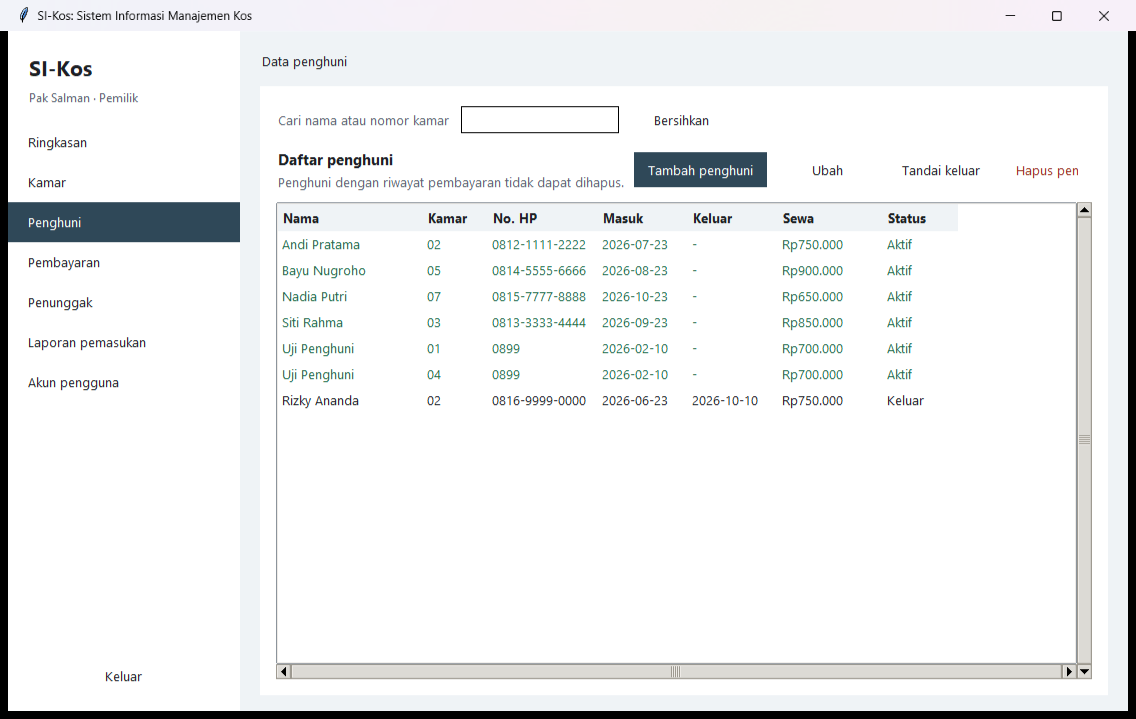 SI-Kos: Sistem Informasi Manajemen Kos
SI-Kos
Pak Salman · Pemilik
Ringkasan
Kamar
Penghuni
Pembayaran
Penunggak
Laporan pemasukan
Akun pengguna
Keluar
Data penghuni
Cari nama atau nomor kamar Bersihkan
Daftar penghuni
Penghuni dengan riwayat pembayaran tidak dapat dihapus.
Tambah penghuni Ubah Tandai keluar Hapus pen
Nama Kamar No. HP Masuk Keluar Sewa Status
Andi Pratama 02 0812-1111-2222 2026-07-23 - Rp750.000 Aktif
Bayu Nugroho 05 0814-5555-6666 2026-08-23 - Rp900.000 Aktif
Nadia Putri 07 0815-7777-8888 2026-10-23 - Rp650.000 Aktif
Siti Rahma 03 0813-3333-4444 2026-09-23 - Rp850.000 Aktif
Uji Penghuni 01 0899 2026-02-10 - Rp700.000 Aktif
Uji Penghuni 04 0899 2026-02-10 - Rp700.000 Aktif
Rizky Ananda 02 0816-9999-0000 2026-06-23 2026-10-10 Rp750.000 Keluar